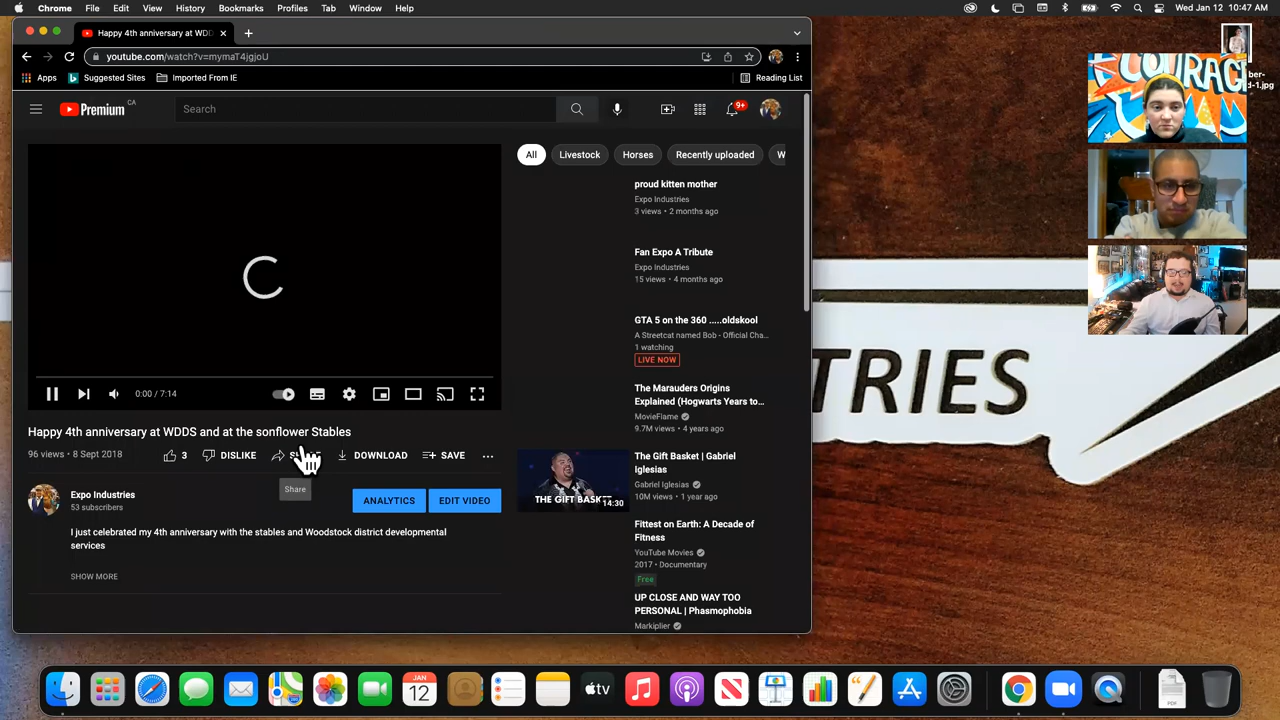 Chrome File Edit View History Bookmarks Profiles Tab Window Help Wed Jan 12 10:47 AM
Happy 4th anniversary at WDD
youtube.com/watch?v=mymaT4jgjoU
Apps Suggested Sites Imported From IE Reading List
Premium CA
Search
9+
All Livestock Horses Recently uploaded W
proud kitten mother
Expo Industries
3 views • 2 months ago
Fan Expo A Tribute
Expo Industries
15 views • 4 months ago
GTA 5 on the 360 .....oldskool
A Streetcat named Bob - Official Cha...
1 watching
LIVE NOW
The Marauders Origins
Explained (Hogwarts Years to...
MovieFlame
9.7M views • 4 years ago
THE GIFT BASK
14:30
The Gift Basket | Gabriel
Iglesias
Gabriel Iglesias
10M views • 1 year ago
Fittest on Earth: A Decade of
Fitness
YouTube Movies
2017 • Documentary
Free
UP CLOSE AND WAY TOO
PERSONAL | Phasmophobia
Markiplier
0:00 / 7:14
Happy 4th anniversary at WDDS and at the sonflower Stables
96 views • 8 Sept 2018
3 DISLIKE DOWNLOAD SAVE
Share
Expo Industries
53 subscribers
ANALYTICS EDIT VIDEO
I just celebrated my 4th anniversary with the stables and Woodstock district developmental
services
SHOW MORE
TRIES
COURAG
ber-
d-1.jpg
JAN
12
tv
PDF